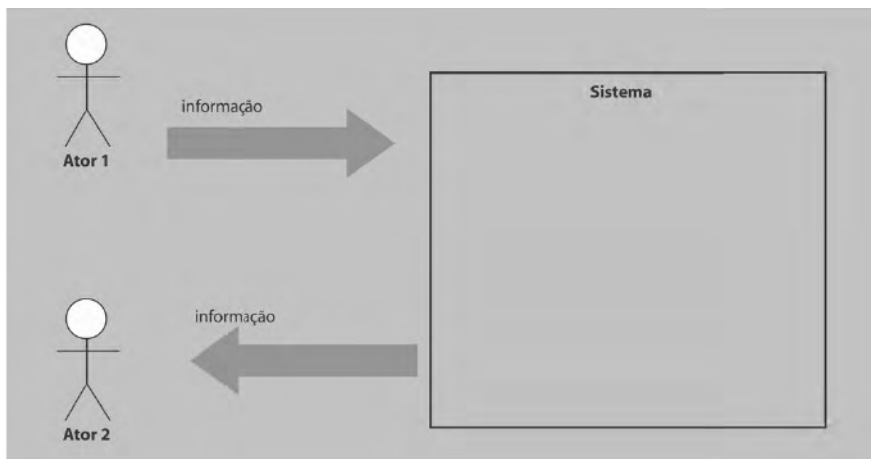 informação
Sistema
Ator 1
informação
Ator 2